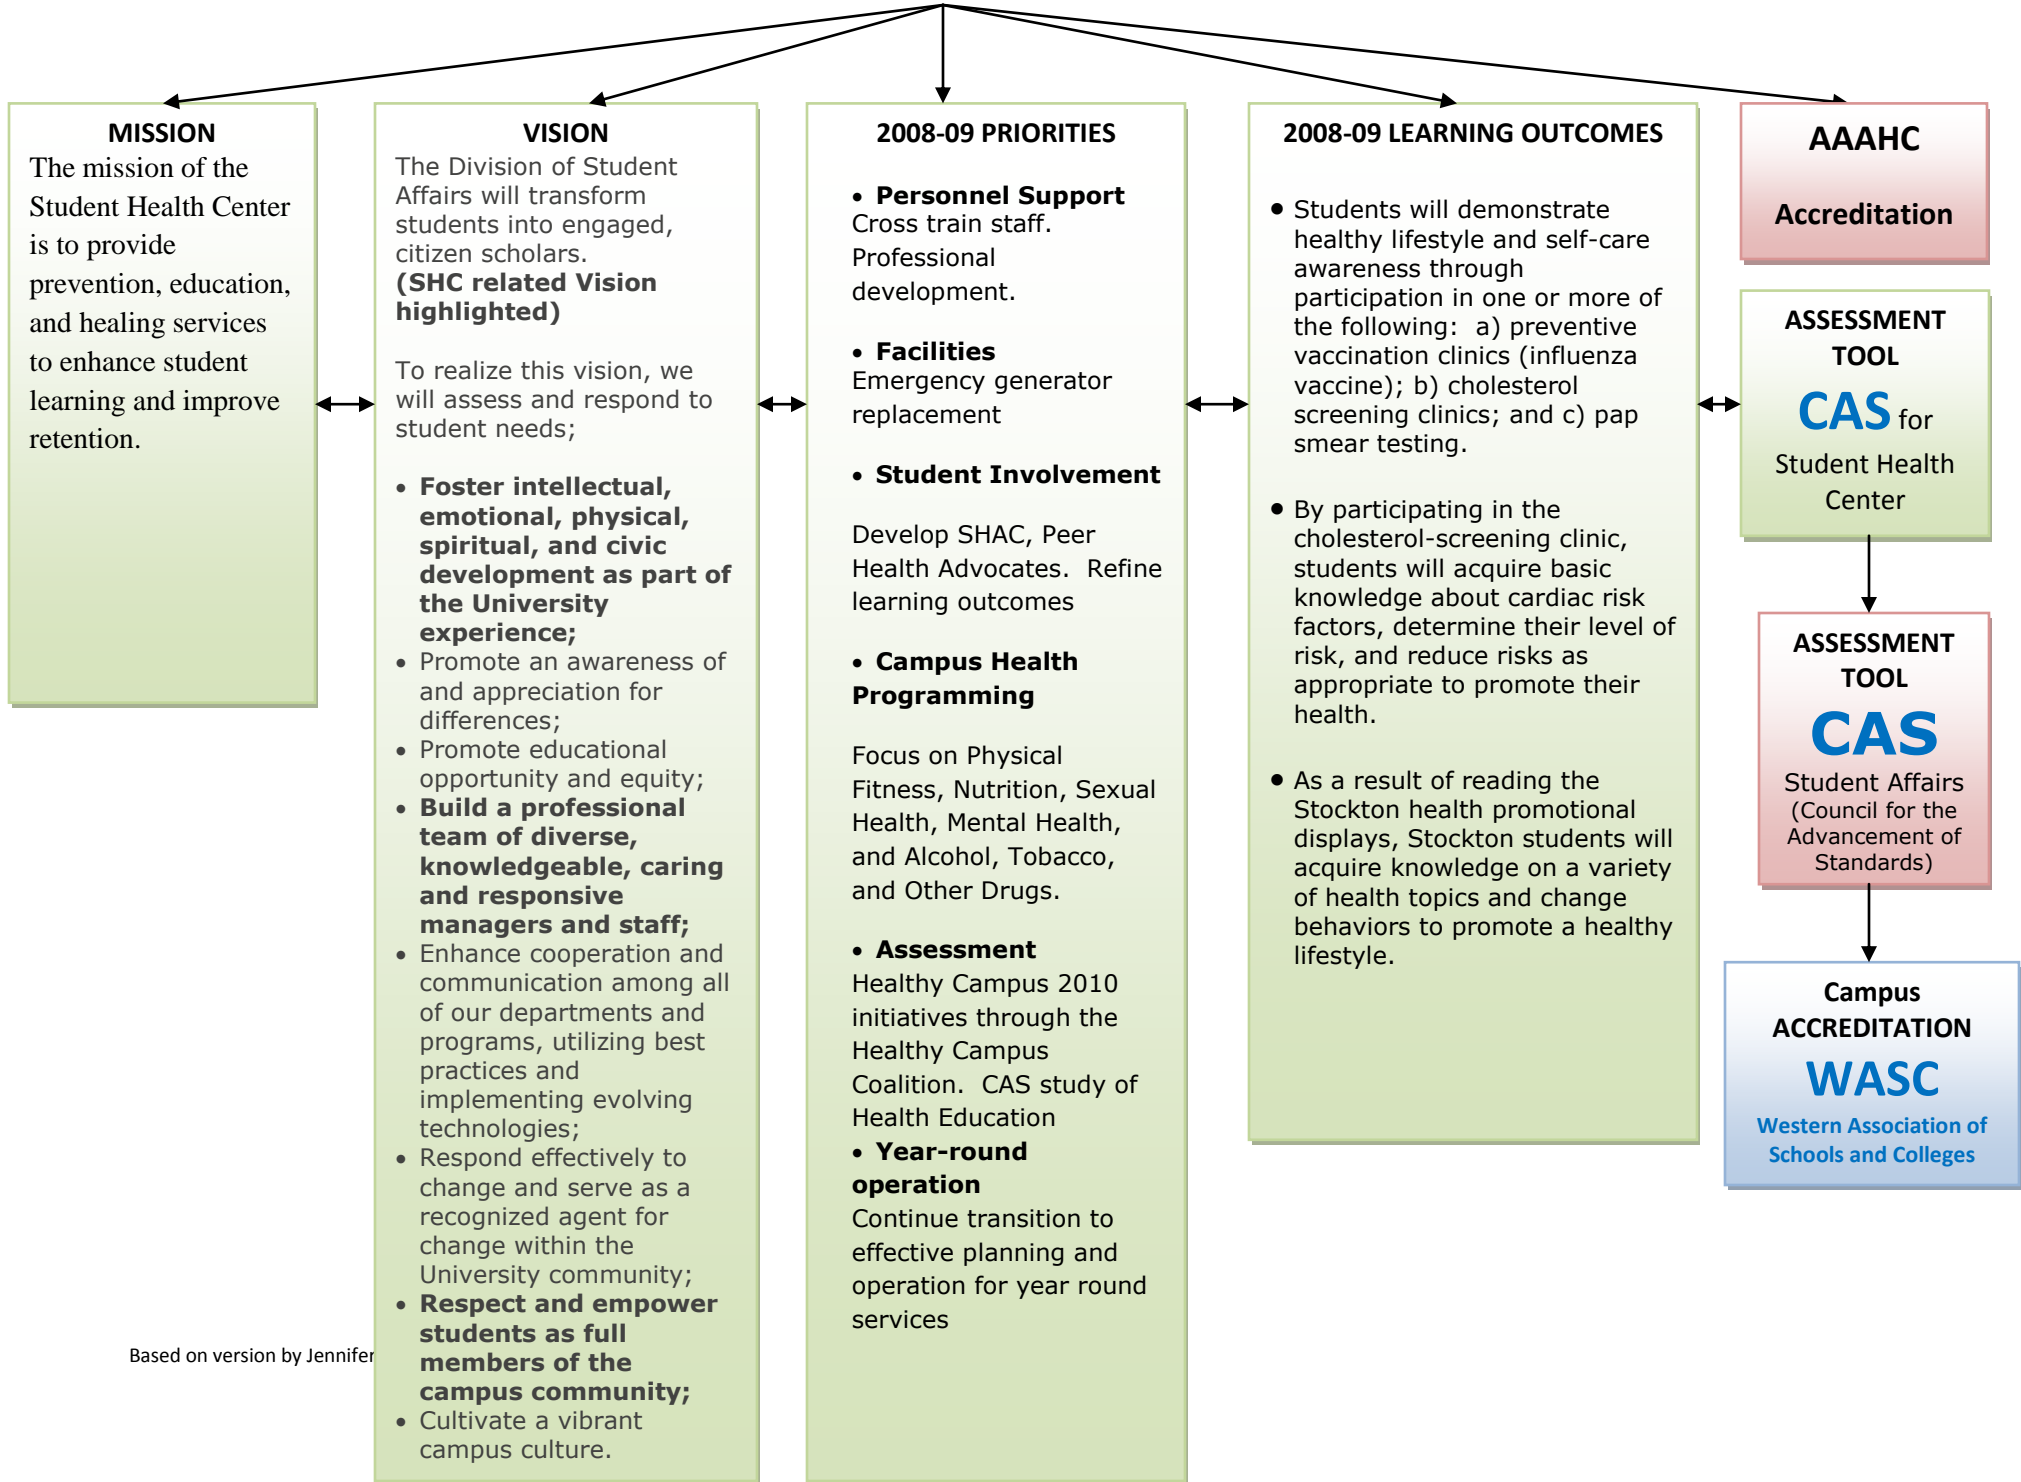 MISSION
The mission of the
Student Health Center
is to provide
prevention, education,
and healing services
to enhance student
learning and improve
retention.
VISION
The Division of Student
Affairs will transform
students into engaged,
citizen scholars.
(SHC related Vision
highlighted)
To realize this vision, we
will assess and respond to
student needs;
• Foster intellectual,
emotional, physical,
spiritual, and civic
development as part of
the University
experience;
• Promote an awareness of
and appreciation for
differences;
• Promote educational
opportunity and equity;
• Build a professional
team of diverse,
knowledgeable, caring
and responsive
managers and staff;
• Enhance cooperation and
communication among all
of our departments and
programs, utilizing best
practices and
implementing evolving
technologies;
• Respond effectively to
change and serve as a
recognized agent for
change within the
University community;
• Respect and empower
students as full
members of the
campus community;
• Cultivate a vibrant
campus culture.
2008-09 PRIORITIES
• Personnel Support
Cross train staff.
Professional
development.
• Facilities
Emergency generator
replacement
• Student Involvement
Develop SHAC, Peer
Health Advocates.  Refine
learning outcomes
• Campus Health
Programming
Focus on Physical
Fitness, Nutrition, Sexual
Health, Mental Health,
and Alcohol, Tobacco,
and Other Drugs.
• Assessment
Healthy Campus 2010
initiatives through the
Healthy Campus
Coalition.  CAS study of
Health Education
• Year-round
operation
Continue transition to
effective planning and
operation for year round
services
2008-09 LEARNING OUTCOMES
• Students will demonstrate
healthy lifestyle and self-care
awareness through
participation in one or more of
the following:  a) preventive
vaccination clinics (influenza
vaccine); b) cholesterol
screening clinics; and c) pap
smear testing.
• By participating in the
cholesterol-screening clinic,
students will acquire basic
knowledge about cardiac risk
factors, determine their level of
risk, and reduce risks as
appropriate to promote their
health.
• As a result of reading the
Stockton health promotional
displays, Stockton students will
acquire knowledge on a variety
of health topics and change
behaviors to promote a healthy
lifestyle.
AAAHC
Accreditation
ASSESSMENT
TOOL
CAS for
Student Health
Center
ASSESSMENT
TOOL
CAS
Student Affairs
(Council for the
Advancement of
Standards)
Campus
ACCREDITATION
WASC
Western Association of
Schools and Colleges
Based on version by Jennifer